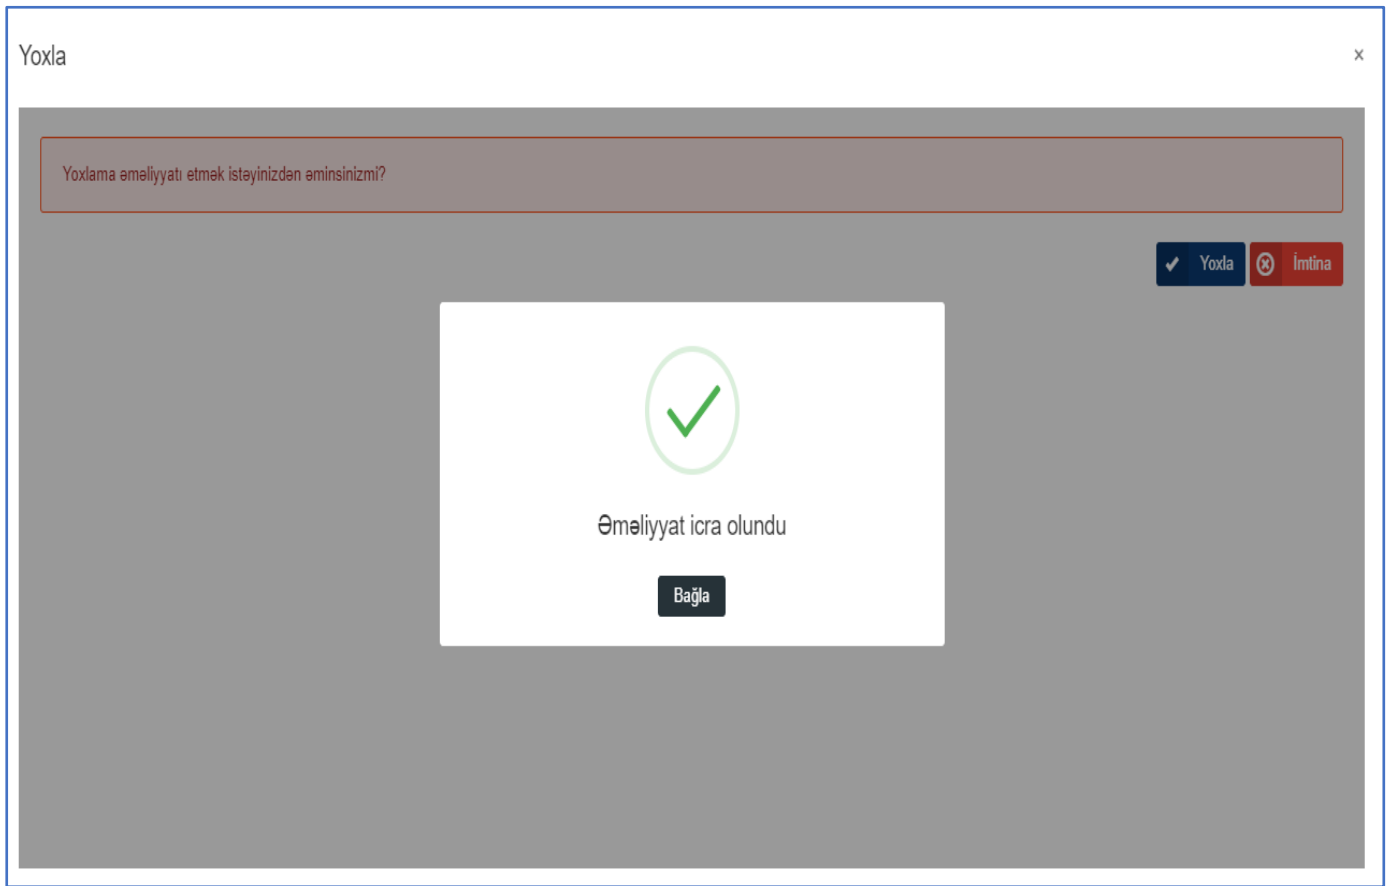 Yoxla
×
Yoxlama əməliyyatı etmək istəyinizdən əminsinizmi?
Yoxla
İmtina
Əməliyyat icra olundu
Bağla